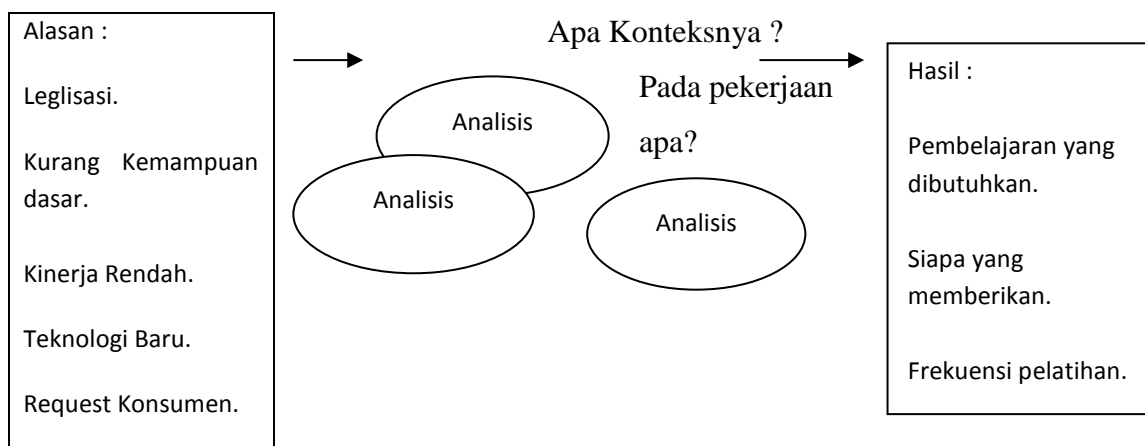 Alasan :
Leglisasi.
Kurang Kemampuan
dasar.
Kinerja Rendah.
Teknologi Baru.
Request Konsumen.
Apa Konteksnya ?
Pada pekerjaan
apa?
Analisis
Analisis
Analisis
Hasil :
Pembelajaran yang
dibutuhkan.
Siapa yang
memberikan.
Frekuensi pelatihan.